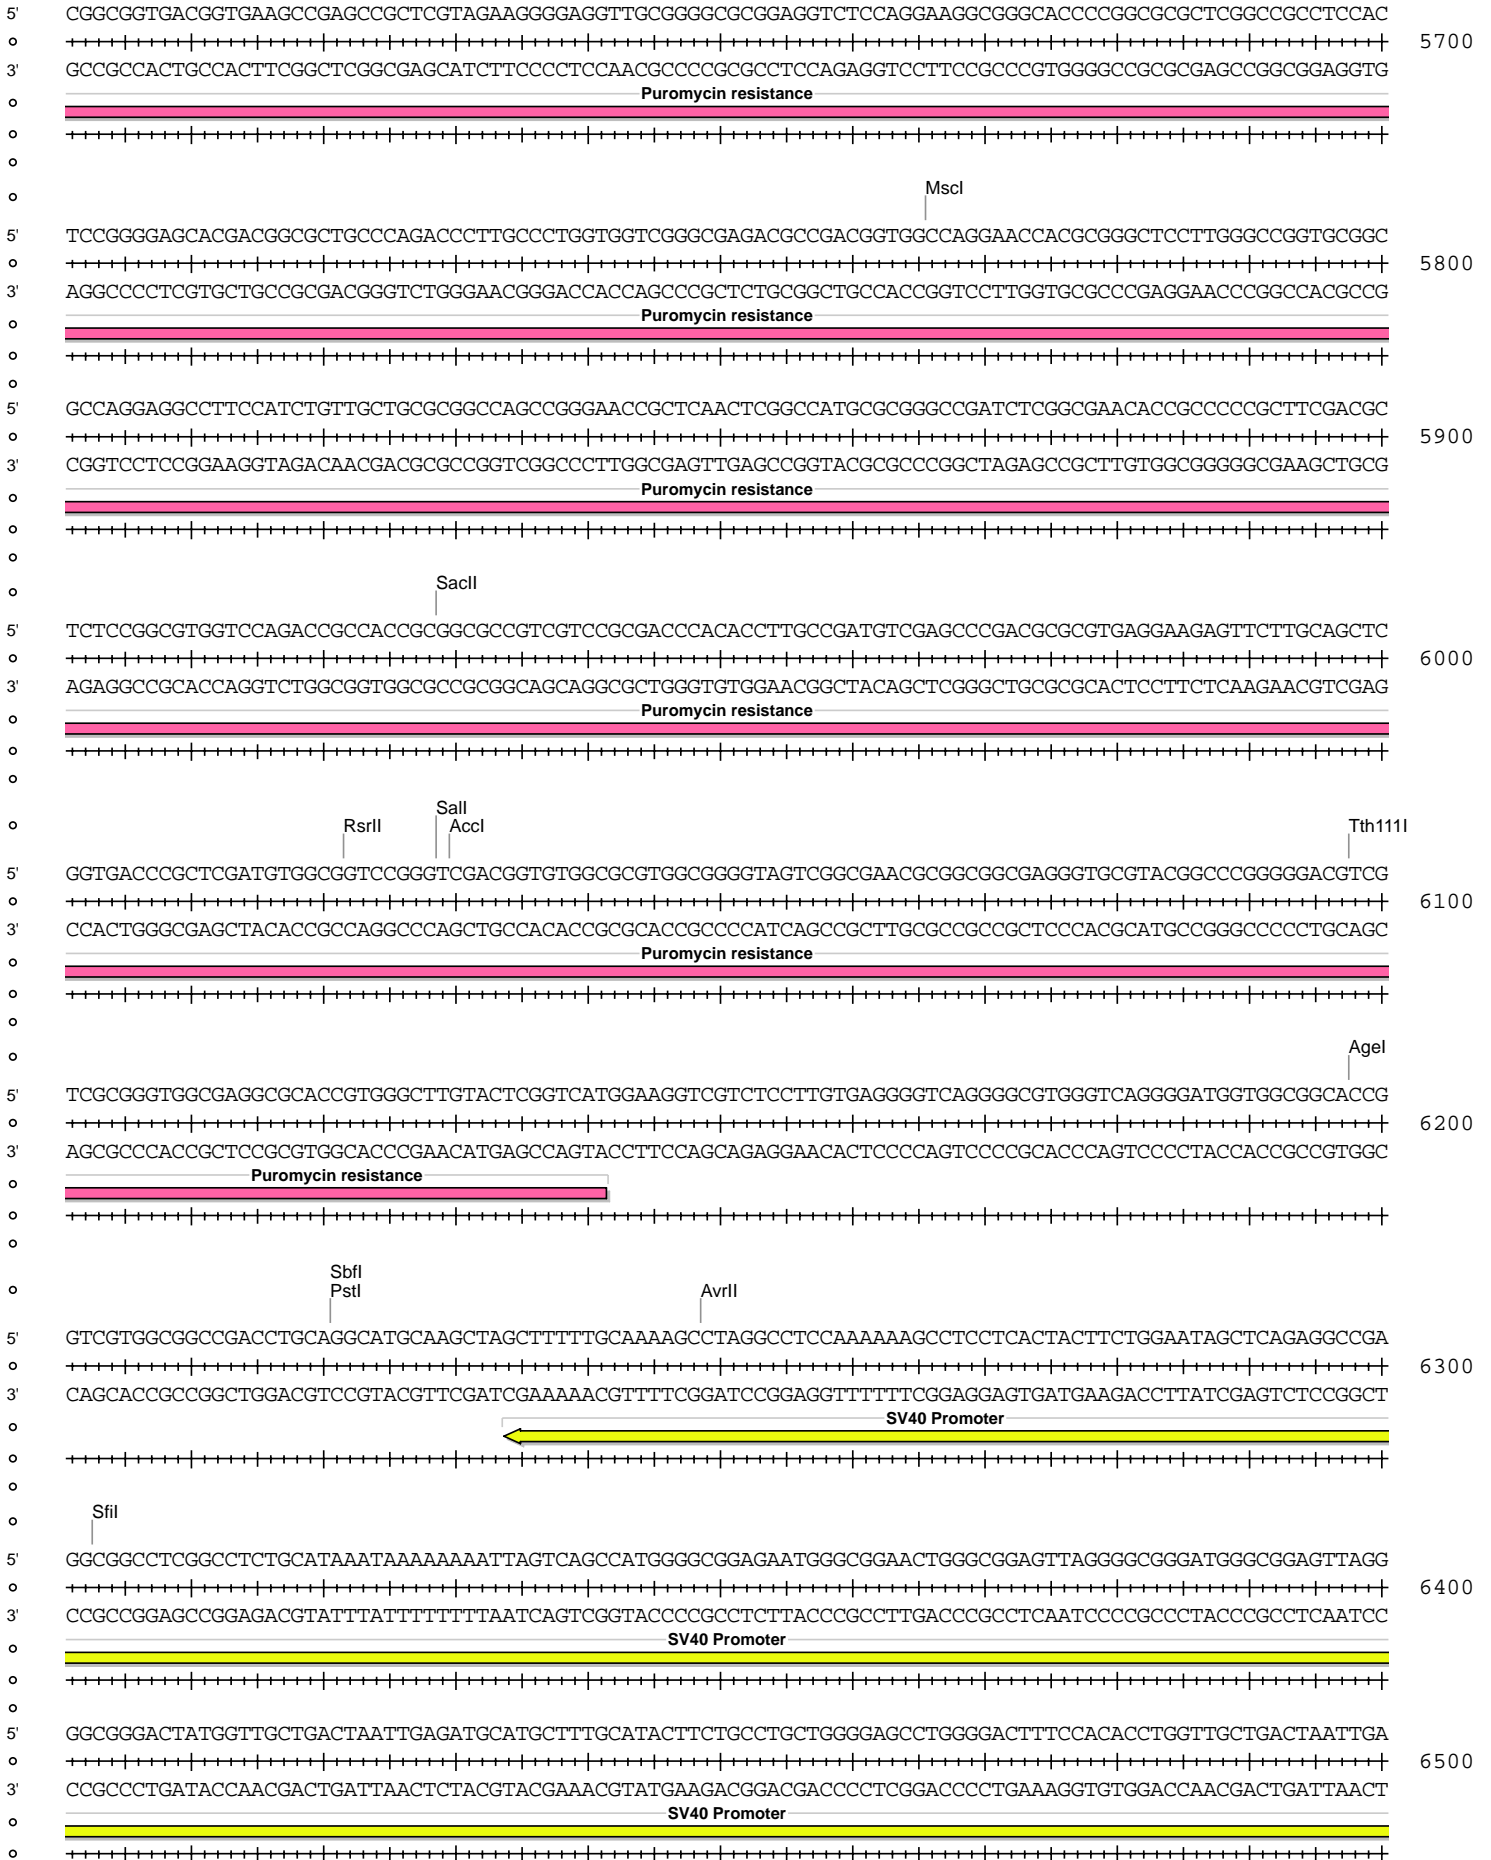 5' CGGCGGTGACGGTGAAGCCGAGCCGCTCGTAGAAGGGGAGGTTGCGGGGCGCGGAGGTCTCCAGGAAGGCGGGCACCCCGGCGCGCTCGGCCGCCTCCAC
5700
3' GCCGCCACTGCCACTTCGGCTCGGCGAGCATCTTCCCCTCCAACGCCCCGCGCCTCCAGAGGTCCTTCCGCCCGTGGGGCCGCGCGAGCCGGCGGAGGTG
Puromycin resistance
MscI
5' TCCGGGGAGCACGACGGCGCTGCCCAGACCCTTGCCCTGGTGGTCGGGCGAGACGCCGACGGTGGCCAGGAACCACGCGGGCTCCTTGGGCCGGTGCGGC
5800
3' AGGCCCCTCGTGCTGCCGCGACGGGTCTGGGAACGGGACCACCAGCCCGCTCTGCGGCTGCCACCGGTCCTTGGTGCGCCCGAGGAACCCGGCCACGCCG
Puromycin resistance
5' GCCAGGAGGCCTTCCATCTGTTGCTGCGCGGCCAGCCGGGAACCGCTCAACTCGGCCATGCGCGGGCCGATCTCGGCGAACACCGCCCCCGCTTCGACGC
5900
3' CGGTCCTCCGGAAGGTAGACAACGACGCGCCGGTCGGCCCTTGGCGAGTTGAGCCGGTACGCGCCCGGCTAGAGCCGCTTGTGGCGGGGGCGAAGCTGCG
Puromycin resistance
SacII
5' TCTCCGGCGTGGTCCAGACCGCCACCGCGGCGCCGTCGTCCGCGACCCACACCTTGCCGATGTCGAGCCCGACGCGCGTGAGGAAGAGTTCTTGCAGCTC
6000
3' AGAGGCCGCACCAGGTCTGGCGGTGGCGCCGCGGCAGCAGGCGCTGGGTGTGGAACGGCTACAGCTCGGGCTGCGCGCACTCCTTCTCAAGAACGTCGAG
Puromycin resistance
SalI
RsrII AccI Tth111I
5' GGTGACCCGCTCGATGTGGCGGTCCGGGTCGACGGTGTGGCGCGTGGCGGGGTAGTCGGCGAACGCGGCGGCGAGGGTGCGTACGGCCCGGGGGACGTCG
6100
3' CCACTGGGCGAGCTACACCGCCAGGCCCAGCTGCCACACCGCGCACCGCCCCATCAGCCGCTTGCGCCGCCGCTCCCACGCATGCCGGGCCCCCTGCAGC
Puromycin resistance
AgeI
5' TCGCGGGTGGCGAGGCGCACCGTGGGCTTGTACTCGGTCATGGAAGGTCGTCTCCTTGTGAGGGGTCAGGGGCGTGGGTCAGGGGATGGTGGCGGCACCG
6200
3' AGCGCCCACCGCTCCGCGTGGCACCCGAACATGAGCCAGTACCTTCCAGCAGAGGAACACTCCCCAGTCCCCGCACCCAGTCCCCTACCACCGCCGTGGC
Puromycin resistance
SbfI
PstI AvrII
5' GTCGTGGCGGCCGACCTGCAGGCATGCAAGCTAGCTTTTTGCAAAAGCCTAGGCCTCCAAAAAAGCCTCCTCACTACTTCTGGAATAGCTCAGAGGCCGA
6300
3' CAGCACCGCCGGCTGGACGTCCGTACGTTCGATCGAAAAACGTTTTCGGATCCGGAGGTTTTTTCGGAGGAGTGATGAAGACCTTATCGAGTCTCCGGCT
SV40 Promoter
SfiI
5' GGCGGCCTCGGCCTCTGCATAAATAAAAAAAATTAGTCAGCCATGGGGCGGAGAATGGGCGGAACTGGGCGGAGTTAGGGGCGGGATGGGCGGAGTTAGG
6400
3' CCGCCGGAGCCGGAGACGTATTTATTTTTTTTAATCAGTCGGTACCCCGCCTCTTACCCGCCTTGACCCGCCTCAATCCCCGCCCTACCCGCCTCAATCC
SV40 Promoter
5' GGCGGGACTATGGTTGCTGACTAATTGAGATGCATGCTTTGCATACTTCTGCCTGCTGGGGAGCCTGGGGACTTTCCACACCTGGTTGCTGACTAATTGA
6500
3' CCGCCCTGATACCAACGACTGATTAACTCTACGTACGAAACGTATGAAGACGGACGACCCCTCGGACCCCTGAAAGGTGTGGACCAACGACTGATTAACT
SV40 Promoter